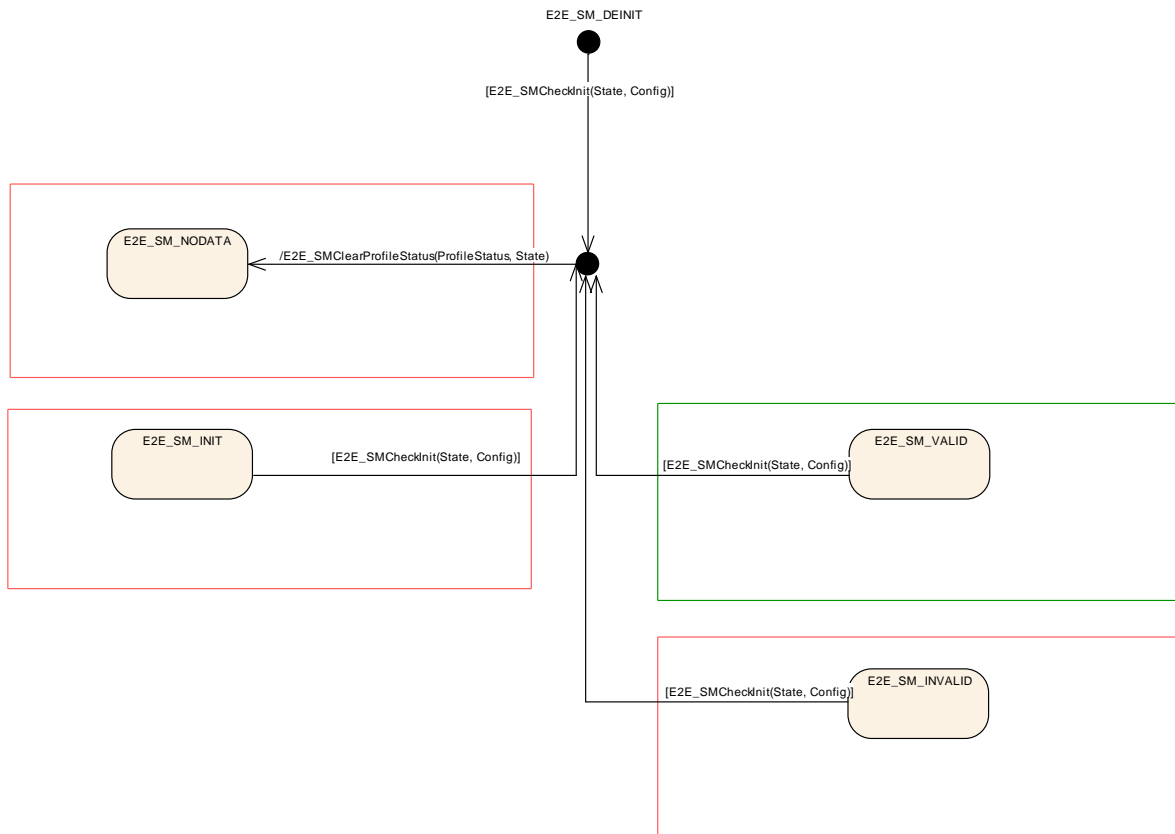 E2E_SM_DEINIT
[E2E_SMCheckInit(State, Config)]
E2E_SM_NODATA
/E2E_SMClearProfileStatus(ProfileStatus, State)
E2E_SM_INIT
[E2E_SMCheckInit(State, Config)]
E2E_SM_VALID
[E2E_SMCheckInit(State, Config)]
E2E_SM_INVALID
[E2E_SMCheckInit(State, Config)]